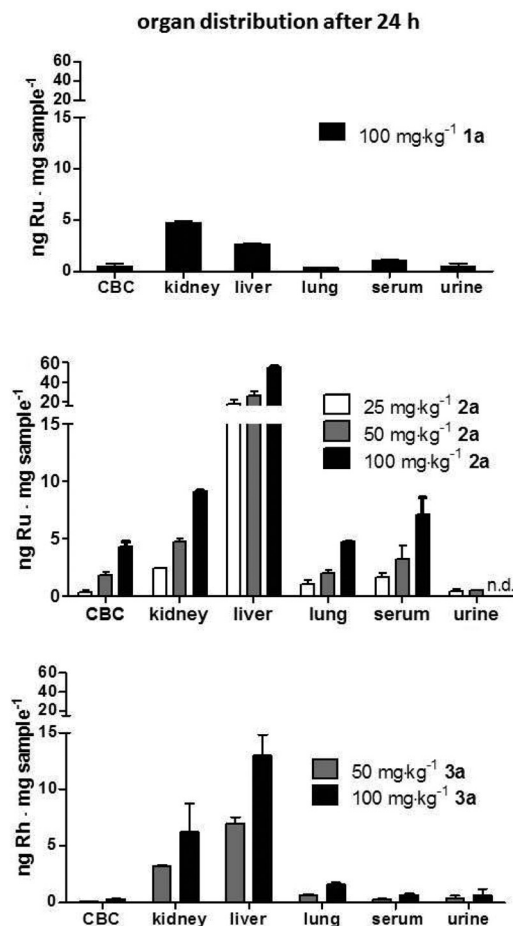 organ distribution after 24 h
60
40
20
15
10
5
0
ng Ru · mg sample⁻¹
100 mg·kg⁻¹ 1a
CBC kidney liver lung serum urine
60
40
20
15
10
5
0
ng Ru · mg sample⁻¹
25 mg·kg⁻¹ 2a
50 mg·kg⁻¹ 2a
100 mg·kg⁻¹ 2a
n.d.
CBC kidney liver lung serum urine
60
40
20
15
10
5
0
ng Rh · mg sample⁻¹
50 mg·kg⁻¹ 3a
100 mg·kg⁻¹ 3a
CBC kidney liver lung serum urine